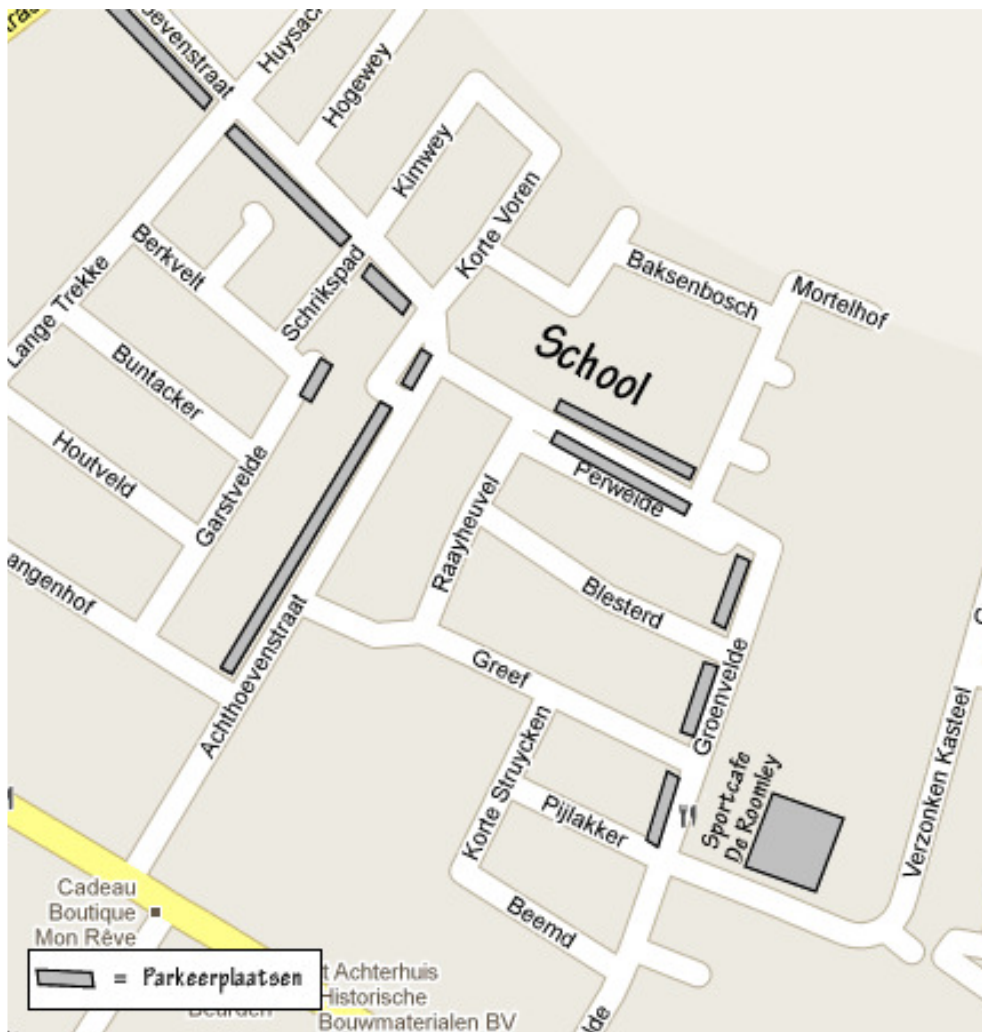 Huysac
Hogewey
Kimwey
Korte Voren
Baksenbosch
Mortelhof
Berkvelt
Schrikspad
Lange Trekke
School
Buntacker
Houtveld
Garstvelde
Perweide
Raayheuvel
Blesterd
angenhof
Achthoevenstraat
Greef
Groenvelde
Korte Struycken
Pijlakker
Sportcafe
De Roomley
Verzonken Kasteel
Beemd
Cadeau
Boutique
Mon Rêve
= Parkeerplaatsen
t Achterhuis
Historische
Bouwmaterialen BV
lde